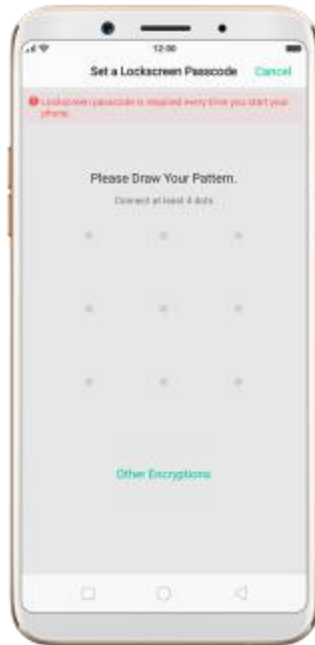 12:00
Set a Lockscreen Passcode Cancel
Lockscreen passcode is required every time you start your
phone.
Please Draw Your Pattern.
Connect at least 4 dots.
Other Encryptions